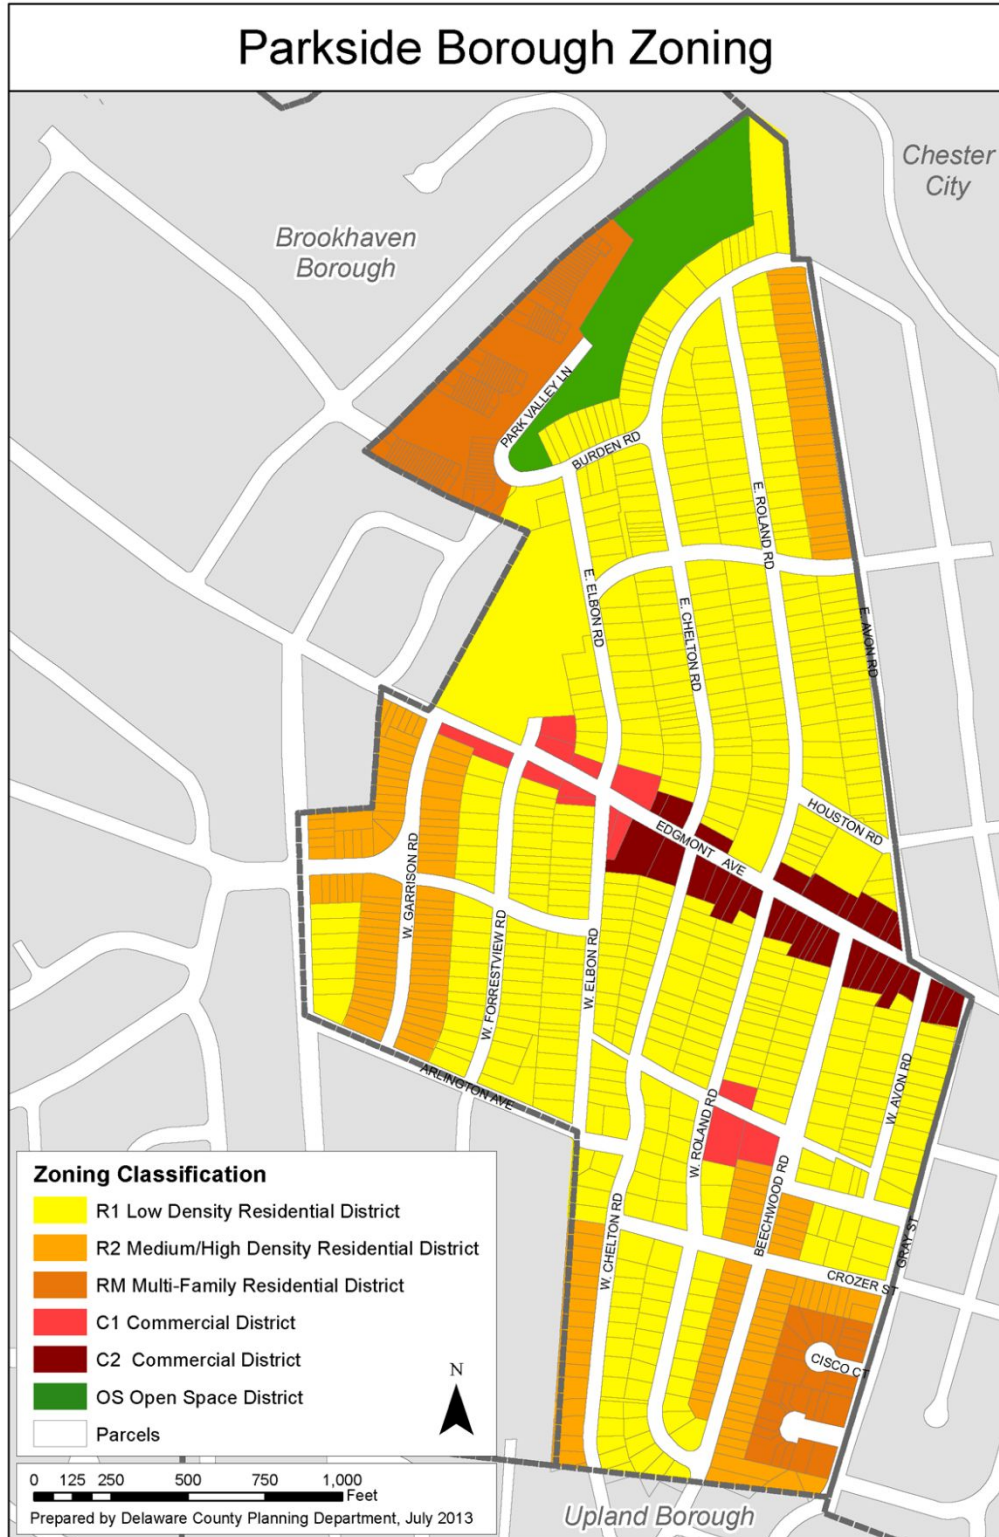 Parkside Borough Zoning
Chester
City
Brookhaven
Borough
PARK VALLEY LN
BURDEN RD
E. ROLAND RD
E. ELBON RD
E. CHELTON RD
E. AVON RD
HOUSTON RD
EDGMONT AVE
W. GARRISON RD
W. FORRESTVIEW RD
W. ELBON RD
ARLINGTON AVE
W. AVON RD
W. ROLAND RD
BEECHWOOD RD
W. CHELTON RD
GRAY ST
CROZER ST
CISCO CT
Zoning Classification
R1 Low Density Residential District
R2 Medium/High Density Residential District
RM Multi-Family Residential District
C1 Commercial District
C2 Commercial District
OS Open Space District
Parcels
N
0 125 250 500 750 1,000
Feet
Prepared by Delaware County Planning Department, July 2013
Upland Borough